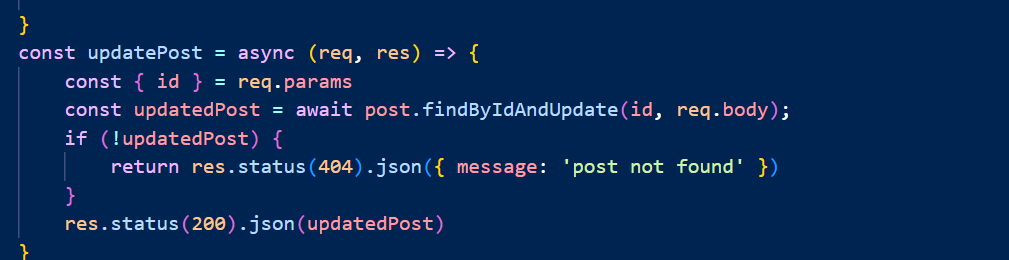 }
const updatePost = async (req, res) => {
    const { id } = req.params
    const updatedPost = await post.findByIdAndUpdate(id, req.body);
    if (!updatedPost) {
        return res.status(404).json({ message: 'post not found' })
    }
    res.status(200).json(updatedPost)
}